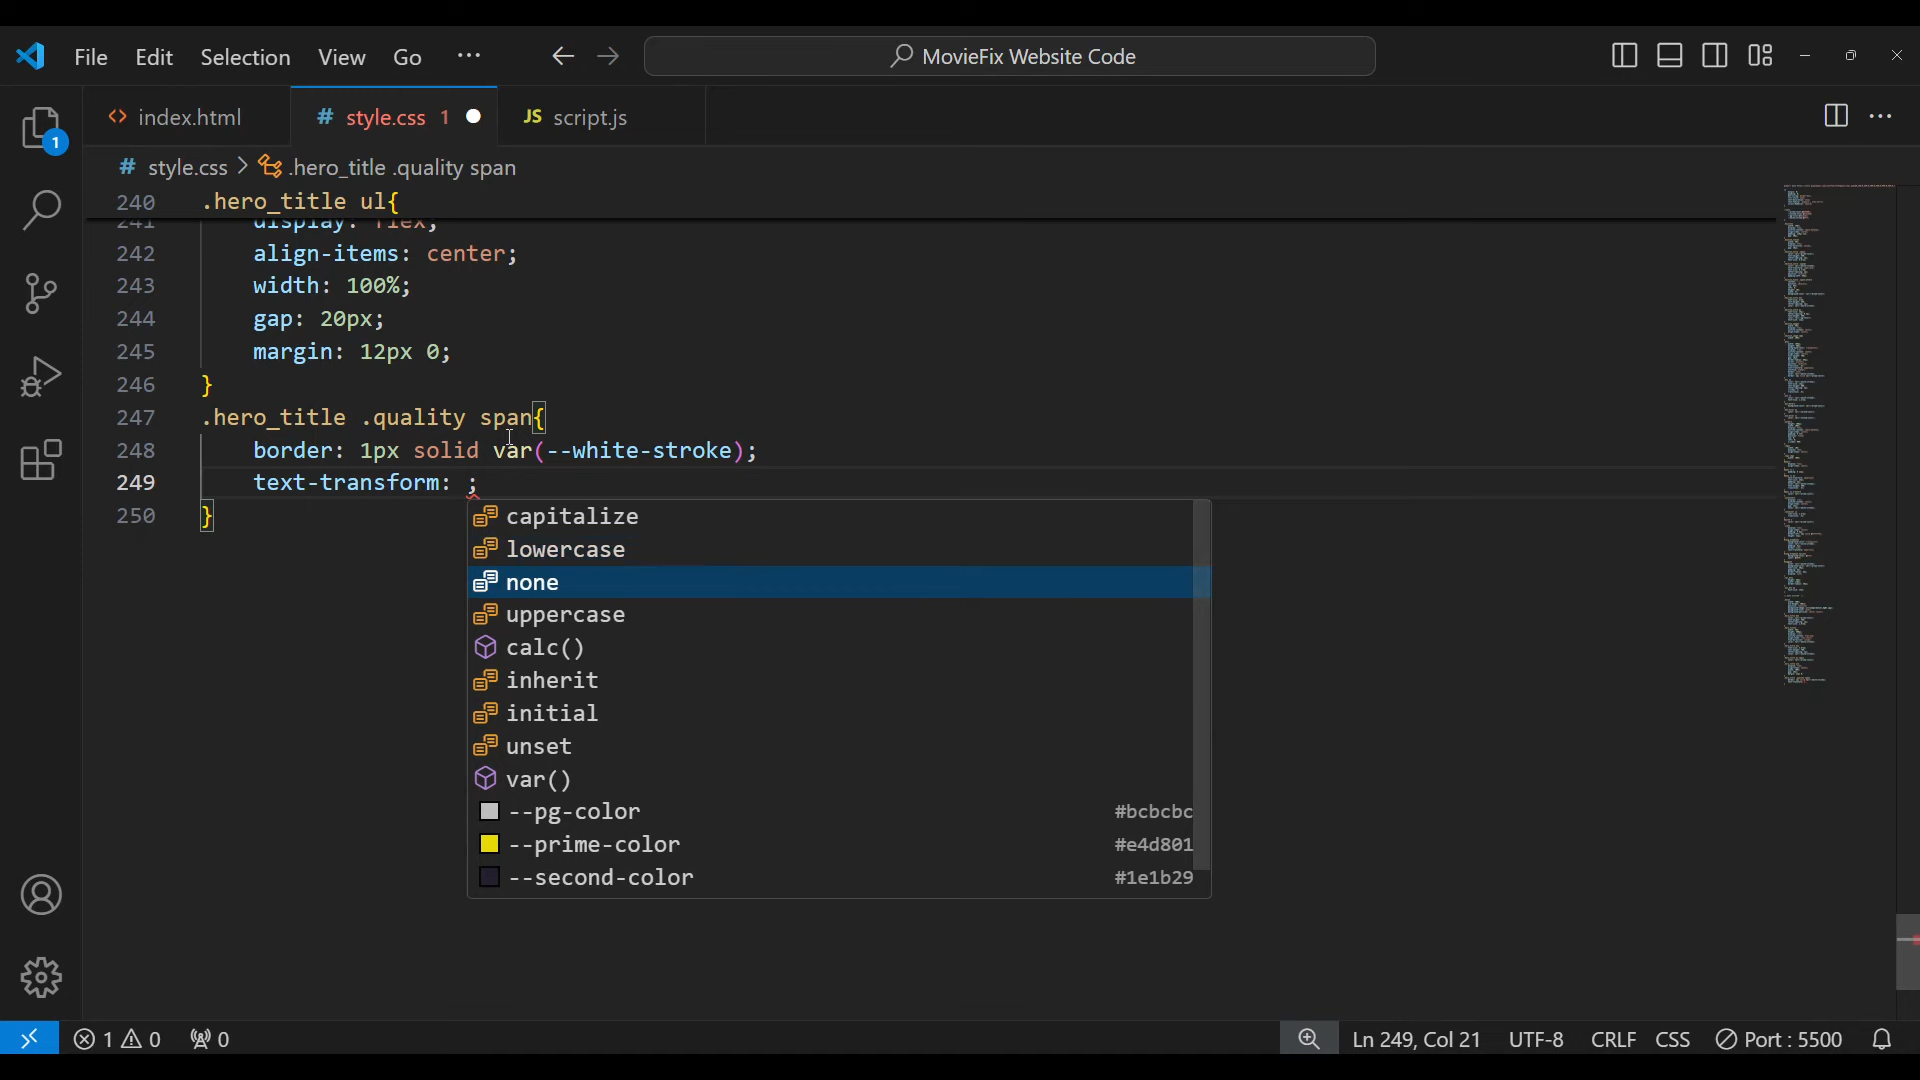 File Edit Selection View Go ··· MovieFix Website Code
<> index.html # style.css 1 JS script.js ···
1
# style.css > .hero_title .quality span
240 .hero_title ul{
241 display: flex;
242 align-items: center;
243 width: 100%;
244 gap: 20px;
245 margin: 12px 0;
246 }
247 .hero_title .quality span{
248 border: 1px solid var(--white-stroke);
249 text-transform: ;
250 }
capitalize
lowercase
none
uppercase
calc()
inherit
initial
unset
var()
--pg-color #bcbcbc
--prime-color #e4d801
--second-color #1e1b29
1 0 0 Ln 249, Col 21 UTF-8 CRLF CSS Port : 5500